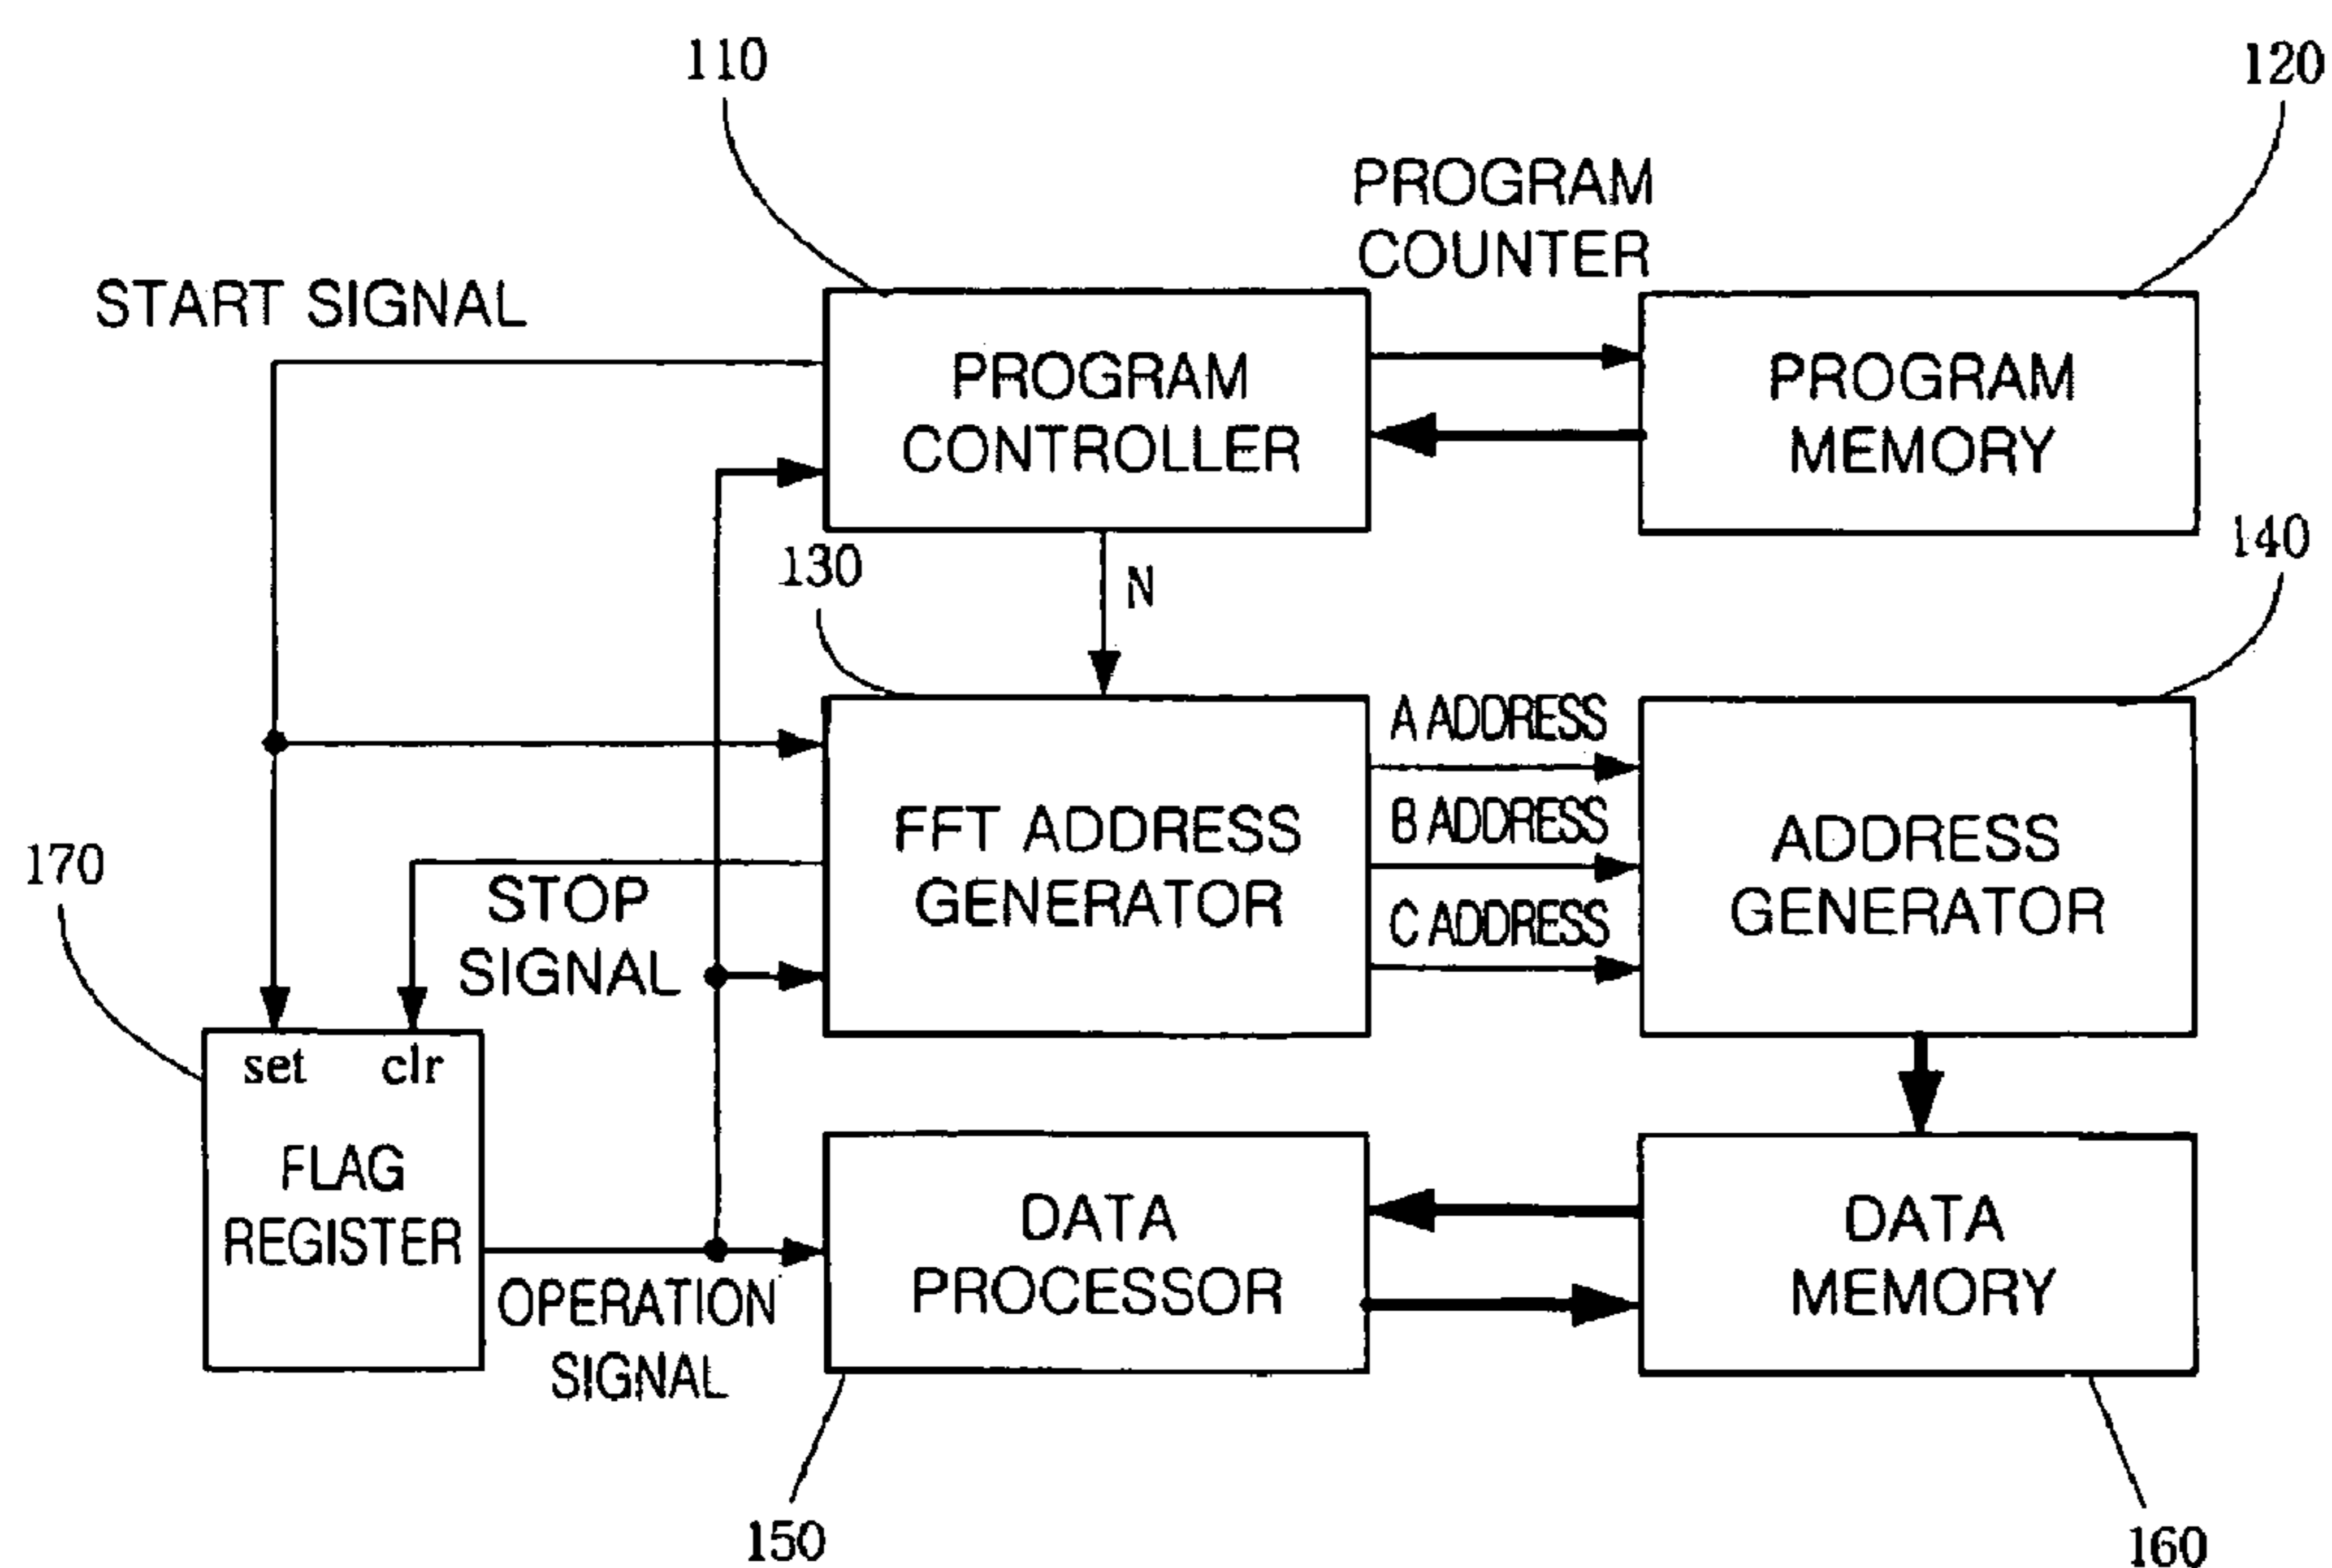 110
120
PROGRAM
COUNTER
START SIGNAL
PROGRAM
CONTROLLER
PROGRAM
MEMORY
130
N
140
A ADDRESS
B ADDRESS
C ADDRESS
FFT ADDRESS
GENERATOR
ADDRESS
GENERATOR
170
STOP
SIGNAL
set clr
FLAG
REGISTER
OPERATION
SIGNAL
DATA
PROCESSOR
DATA
MEMORY
150
160